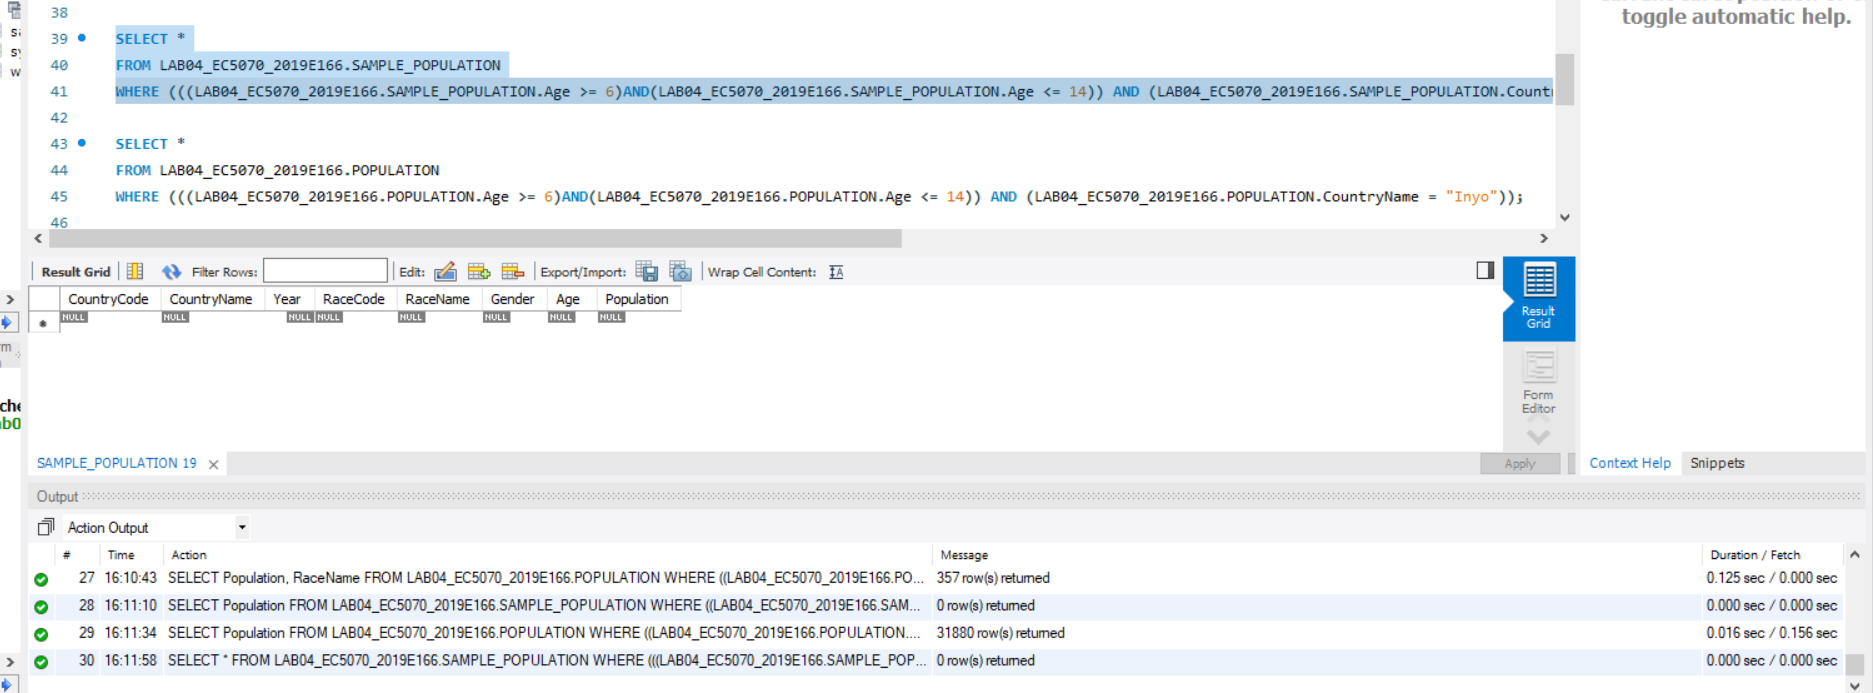 toggle automatic help.
38
39 SELECT *
40 FROM LAB04_EC5070_2019E166.SAMPLE_POPULATION
41 WHERE (((LAB04_EC5070_2019E166.SAMPLE_POPULATION.Age >= 6)AND(LAB04_EC5070_2019E166.SAMPLE_POPULATION.Age <= 14)) AND (LAB04_EC5070_2019E166.SAMPLE_POPULATION.Count
42
43 SELECT *
44 FROM LAB04_EC5070_2019E166.POPULATION
45 WHERE (((LAB04_EC5070_2019E166.POPULATION.Age >= 6)AND(LAB04_EC5070_2019E166.POPULATION.Age <= 14)) AND (LAB04_EC5070_2019E166.POPULATION.CountryName = "Inyo"));
46
Result Grid Filter Rows: Edit: Export/Import: Wrap Cell Content:
CountryCode CountryName Year RaceCode RaceName Gender Age Population
NULL NULL NULL NULL NULL NULL NULL NULL
Result
Grid
Form
Editor
SAMPLE_POPULATION 19
Apply
Context Help Snippets
Output
Action Output
# Time Action Message Duration / Fetch
27 16:10:43 SELECT Population, RaceName FROM LAB04_EC5070_2019E166.POPULATION WHERE ((LAB04_EC5070_2019E166.PO... 357 row(s) returned 0.125 sec / 0.000 sec
28 16:11:10 SELECT Population FROM LAB04_EC5070_2019E166.SAMPLE_POPULATION WHERE ((LAB04_EC5070_2019E166.SAM... 0 row(s) returned 0.000 sec / 0.000 sec
29 16:11:34 SELECT Population FROM LAB04_EC5070_2019E166.POPULATION WHERE ((LAB04_EC5070_2019E166.POPULATION.... 31880 row(s) returned 0.016 sec / 0.156 sec
30 16:11:58 SELECT * FROM LAB04_EC5070_2019E166.SAMPLE_POPULATION WHERE (((LAB04_EC5070_2019E166.SAMPLE_POP... 0 row(s) returned 0.000 sec / 0.000 sec